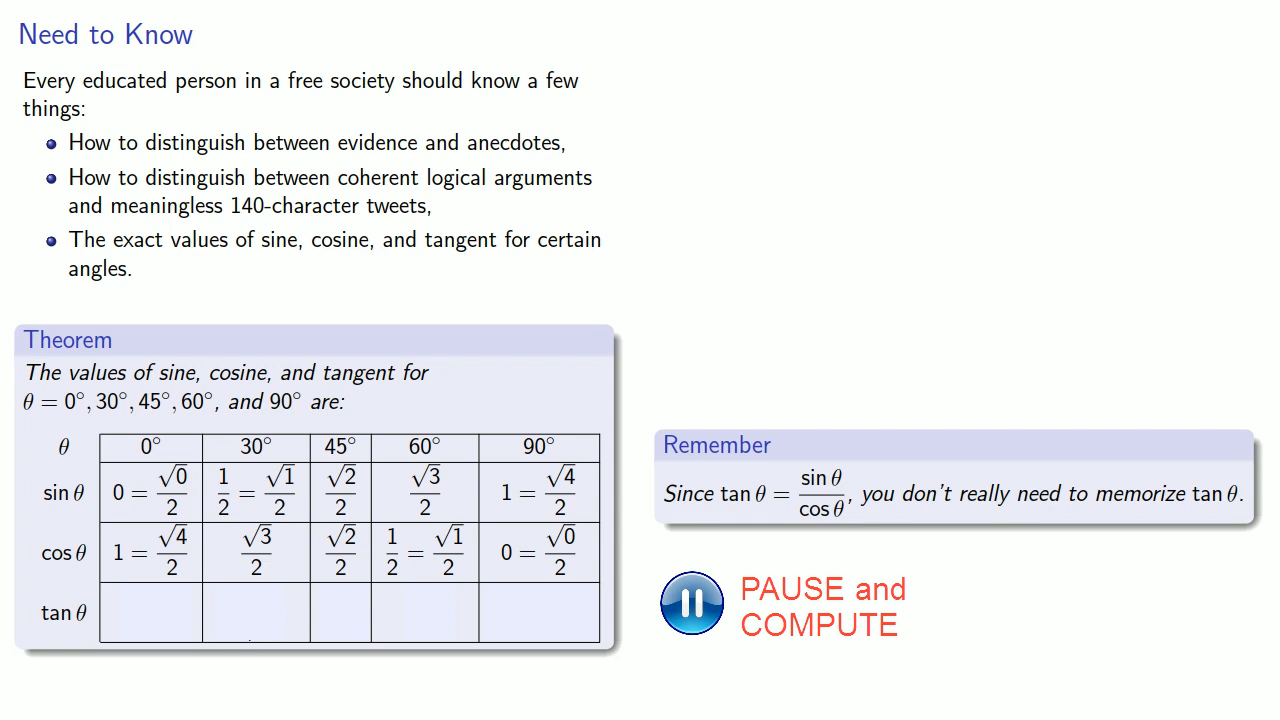 Need to Know
Every educated person in a free society should know a few
things:
How to distinguish between evidence and anecdotes,
How to distinguish between coherent logical arguments
and meaningless 140-character tweets,
The exact values of sine, cosine, and tangent for certain
angles.
Theorem
The values of sine, cosine, and tangent for
θ = 0°, 30°, 45°, 60°, and 90° are:
θ 0° 30° 45° 60° 90°
sin θ 0 = √0/2 1/2 = √1/2 √2/2 √3/2 1 = √4/2
cos θ 1 = √4/2 √3/2 √2/2 1/2 = √1/2 0 = √0/2
tan θ
Remember
Since tan θ = sin θ/cos θ, you don't really need to memorize tan θ.
PAUSE and
COMPUTE